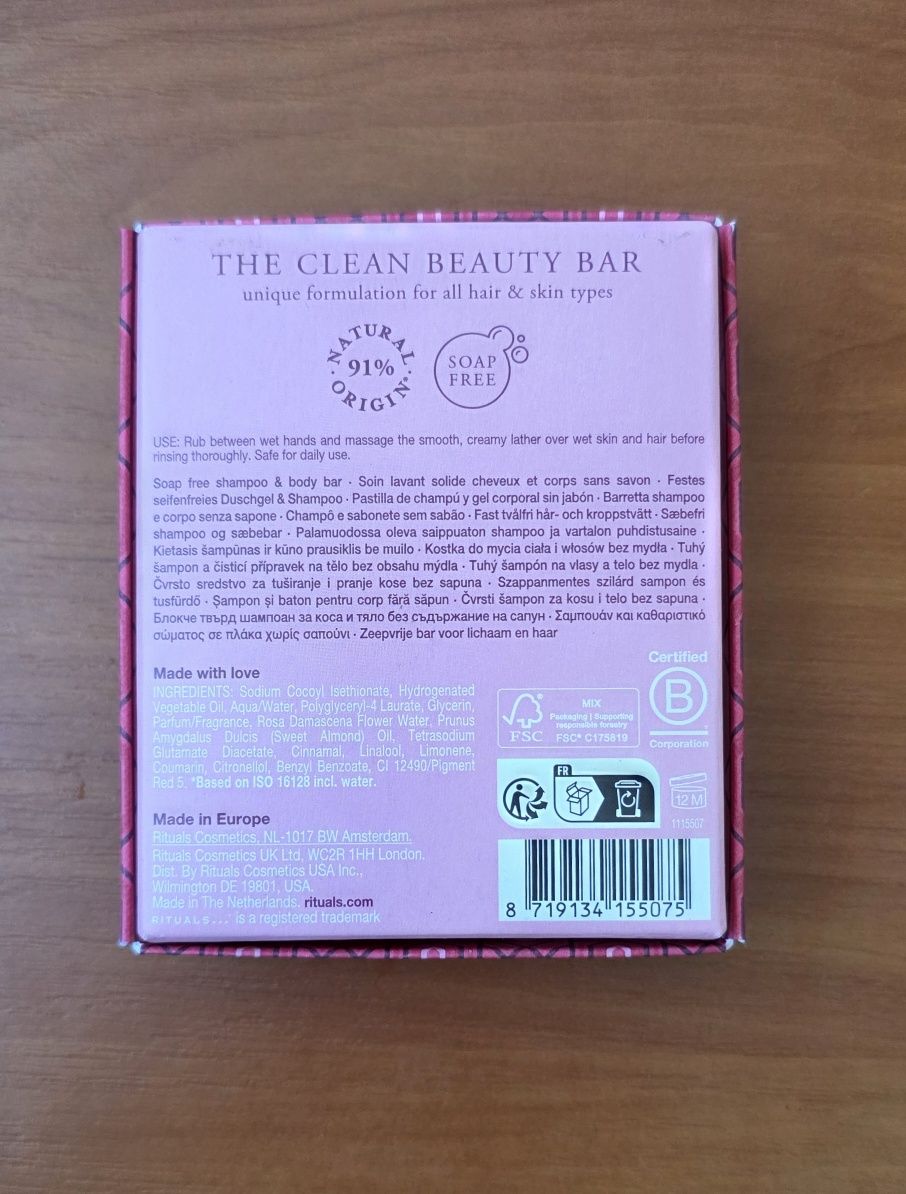 THE CLEAN BEAUTY BAR
unique formulation for all hair & skin types
NATURAL
91%
ORIGIN*
SOAP
FREE
USE: Rub between wet hands and massage the smooth, creamy lather over wet skin and hair before
rinsing thoroughly. Safe for daily use.
Soap free shampoo & body bar · Soin lavant solide cheveux et corps sans savon · Festes
seifenfreies Duschgel & Shampoo · Pastilla de champú y gel corporal sin jabón · Barretta shampoo
e corpo senza sapone · Champô e sabonete sem sabão · Fast tvålfri hår- och kroppstvätt · Sæbefri
shampoo og sæbebar · Palamuodossa oleva saippuaton shampoo ja vartalon puhdistusaine ·
Kietasis šampūnas ir kūno prausiklis be muilo · Kostka do mycia ciała i włosów bez mydła · Tuhý
šampon a čisticí přípravek na tělo bez obsahu mýdla · Tuhý šampón na vlasy a telo bez mydla ·
Čvrsto sredstvo za tuširanje i pranje kose bez sapuna · Szappanmentes szilárd sampon és
tusfürdő · Șampon și baton pentru corp fără săpun · Čvrsti šampon za kosu i telo bez sapuna ·
Блокче твърд шампоан за коса и тяло без съдържание на сапун · Σαμπουάν και καθαριστικό
σώματος σε πλάκα χωρίς σαπούνι · Zeepvrije bar voor lichaam en haar
Made with love
INGREDIENTS: Sodium Cocoyl Isethionate, Hydrogenated
Vegetable Oil, Aqua/Water, Polyglyceryl-4 Laurate, Glycerin,
Parfum/Fragrance, Rosa Damascena Flower Water, Prunus
Amygdalus Dulcis (Sweet Almond) Oil, Tetrasodium
Glutamate Diacetate, Cinnamal, Linalool, Limonene,
Coumarin, Citronellol, Benzyl Benzoate, CI 12490/Pigment
Red 5. *Based on ISO 16128 incl. water.
Made in Europe
Rituals Cosmetics, NL-1017 BW Amsterdam.
Rituals Cosmetics UK Ltd, WC2R 1HH London.
Dist. By Rituals Cosmetics USA Inc.,
Wilmington DE 19801, USA.
Made in The Netherlands. rituals.com
RITUALS... is a registered trademark
Certified
B
Corporation
FSC
MIX
Packaging | Supporting
responsible forestry
FSC® C175819
FR
12 M
1115507
8 719134 155075